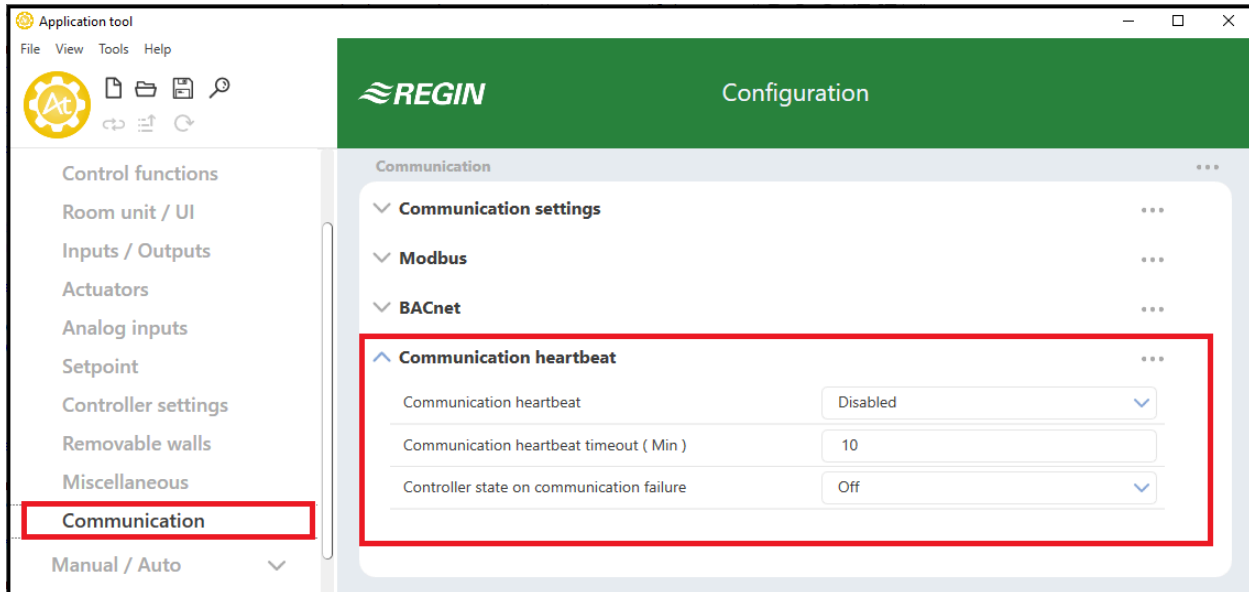 Application tool
File View Tools Help
At
REGIN
Configuration
Control functions
Room unit / UI
Inputs / Outputs
Actuators
Analog inputs
Setpoint
Controller settings
Removable walls
Miscellaneous
Communication
Manual / Auto
Communication
Communication settings
Modbus
BACnet
Communication heartbeat
Communication heartbeat Disabled
Communication heartbeat timeout ( Min ) 10
Controller state on communication failure Off